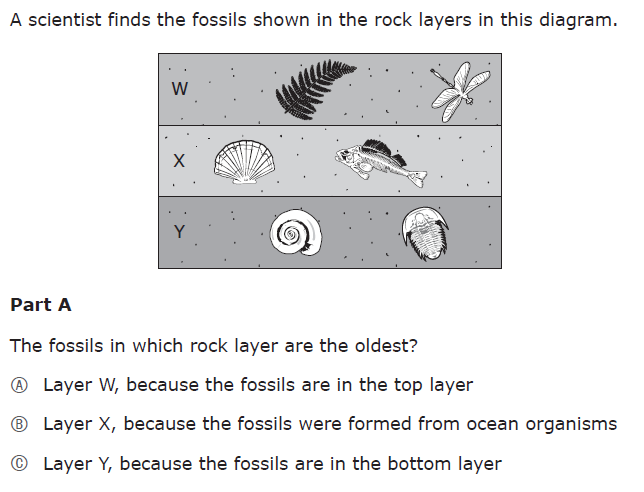 A scientist finds the fossils shown in the rock layers in this diagram.
W
X
Y
Part A
The fossils in which rock layer are the oldest?
Ⓐ Layer W, because the fossils are in the top layer
Ⓑ Layer X, because the fossils were formed from ocean organisms
Ⓒ Layer Y, because the fossils are in the bottom layer